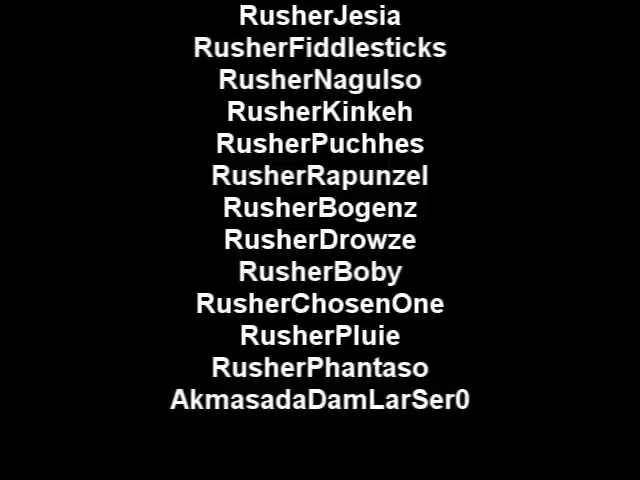 RusherJesia
RusherFiddlesticks
RusherNagulso
RusherKinkeh
RusherPuchhes
RusherRapunzel
RusherBogenz
RusherDrowze
RusherBoby
RusherChosenOne
RusherPluie
RusherPhantaso
AkmasadaDamLarSer0